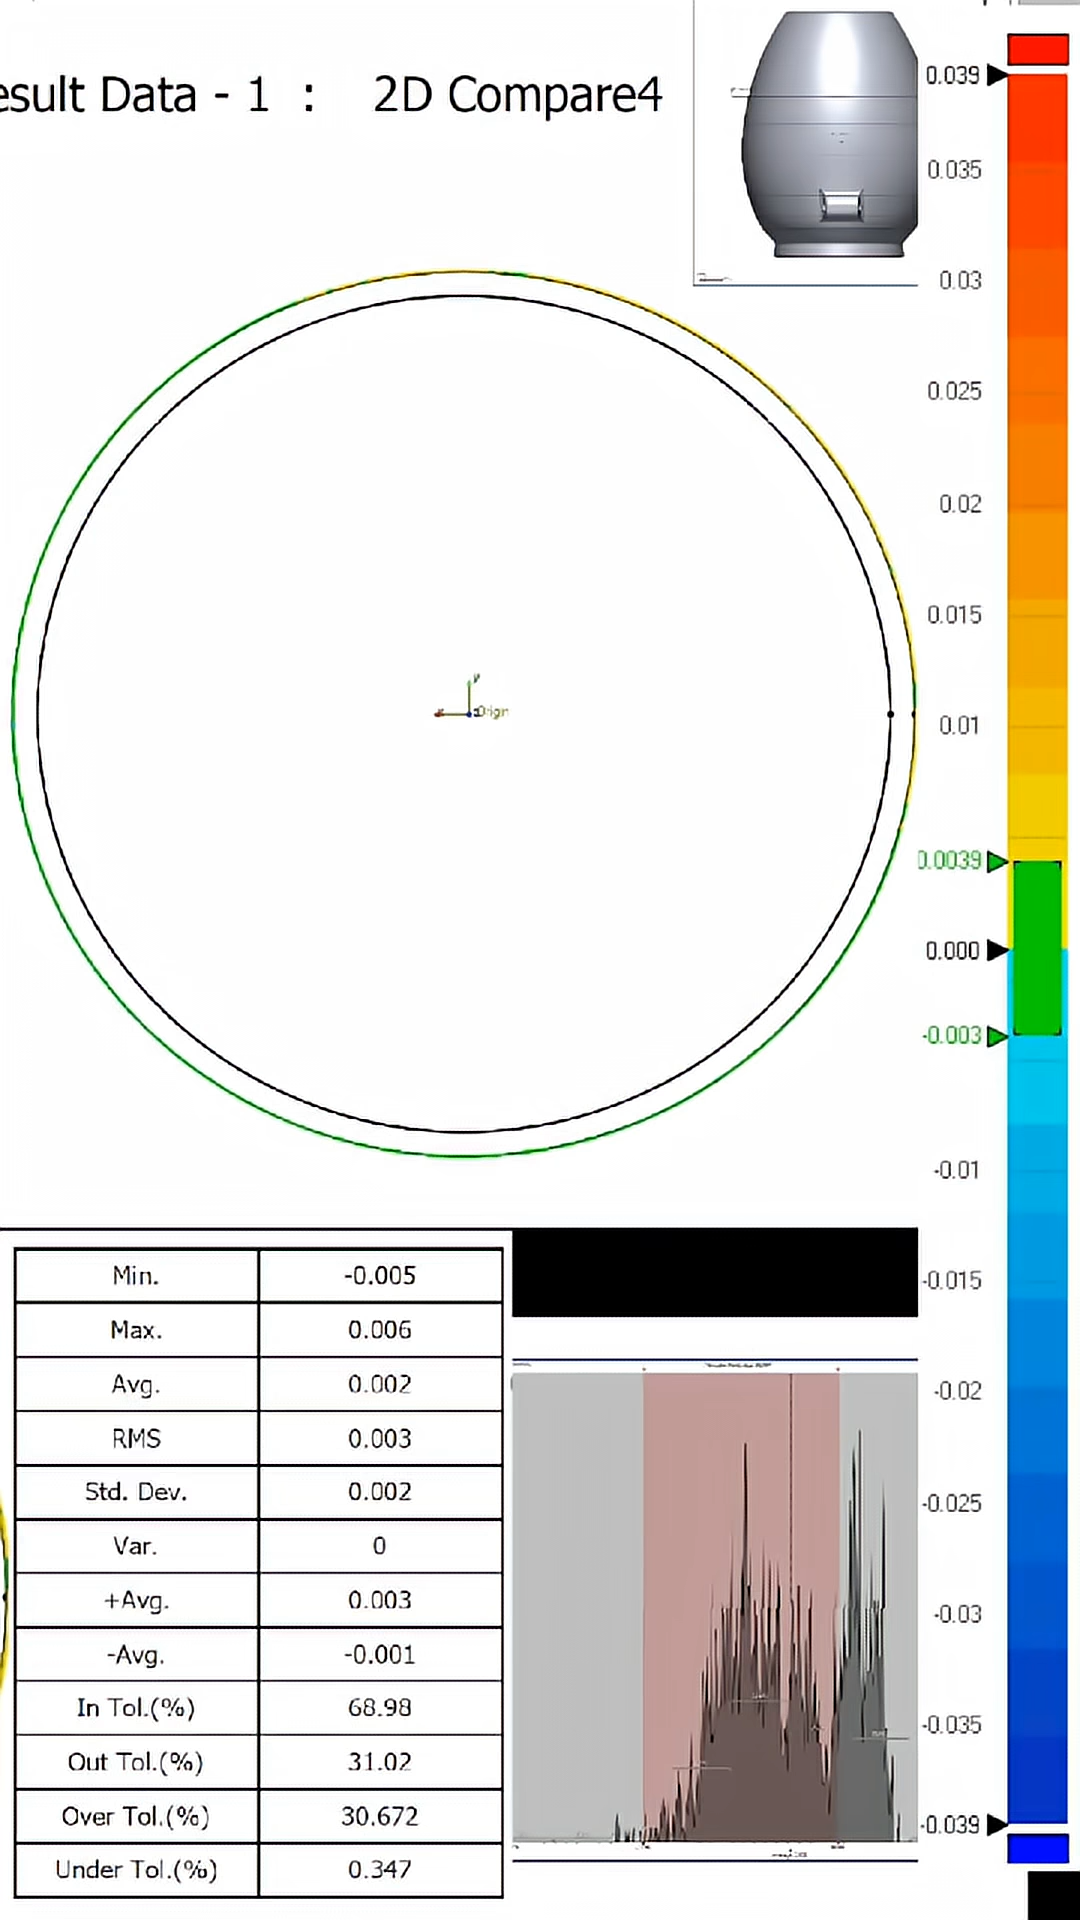 esult Data - 1 : 2D Compare4
0.039
0.035
0.03
0.025
0.02
0.015
0.01
0.0039
0.000
-0.003
-0.01
-0.015
-0.02
-0.025
-0.03
-0.035
-0.039
Y
X
Origin
Min. -0.005
Max. 0.006
Avg. 0.002
RMS 0.003
Std. Dev. 0.002
Var. 0
+Avg. 0.003
-Avg. -0.001
In Tol.(%) 68.98
Out Tol.(%) 31.02
Over Tol.(%) 30.672
Under Tol.(%) 0.347